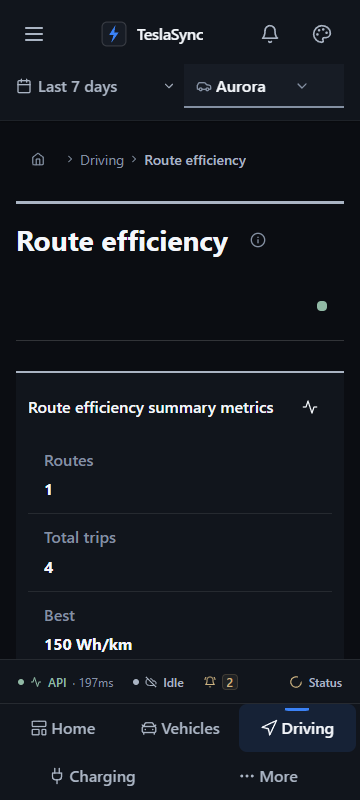 TeslaSync
Last 7 days
Aurora
Driving
Route efficiency
Route efficiency
Route efficiency summary metrics
Routes
1
Total trips
4
Best
150 Wh/km
API · 197ms
Idle
2
Status
Home
Vehicles
Driving
Charging
More